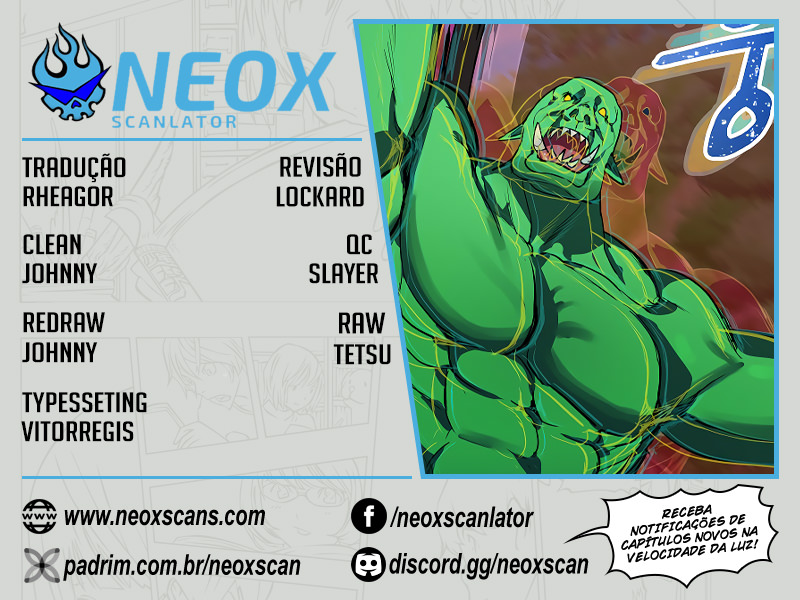 NEOX
SCANLATOR
TRADUÇÃO
RHEAGOR
REVISÃO
LOCKARD
CLEAN
JOHNNY
QC
SLAYER
REDRAW
JOHNNY
RAW
TETSU
TYPESSETING
VITORREGIS
www.neoxscans.com
/neoxscanlator
padrim.com.br/neoxscan
discord.gg/neoxscan
RECEBA
NOTIFICAÇÕES DE
CAPÍTULOS NOVOS NA
VELOCIDADE DA LUZ!